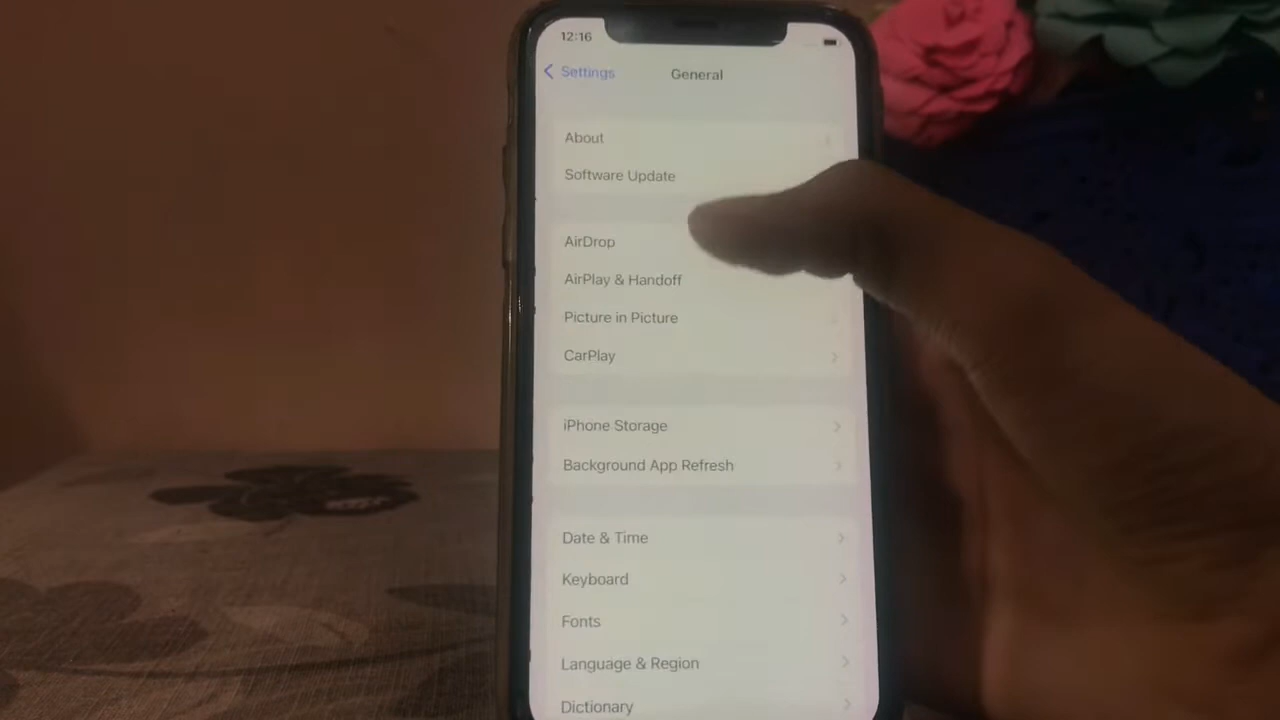 12:16
Settings
General
About
Software Update
AirDrop
AirPlay & Handoff
Picture in Picture
CarPlay
iPhone Storage
Background App Refresh
Date & Time
Keyboard
Fonts
Language & Region
Dictionary